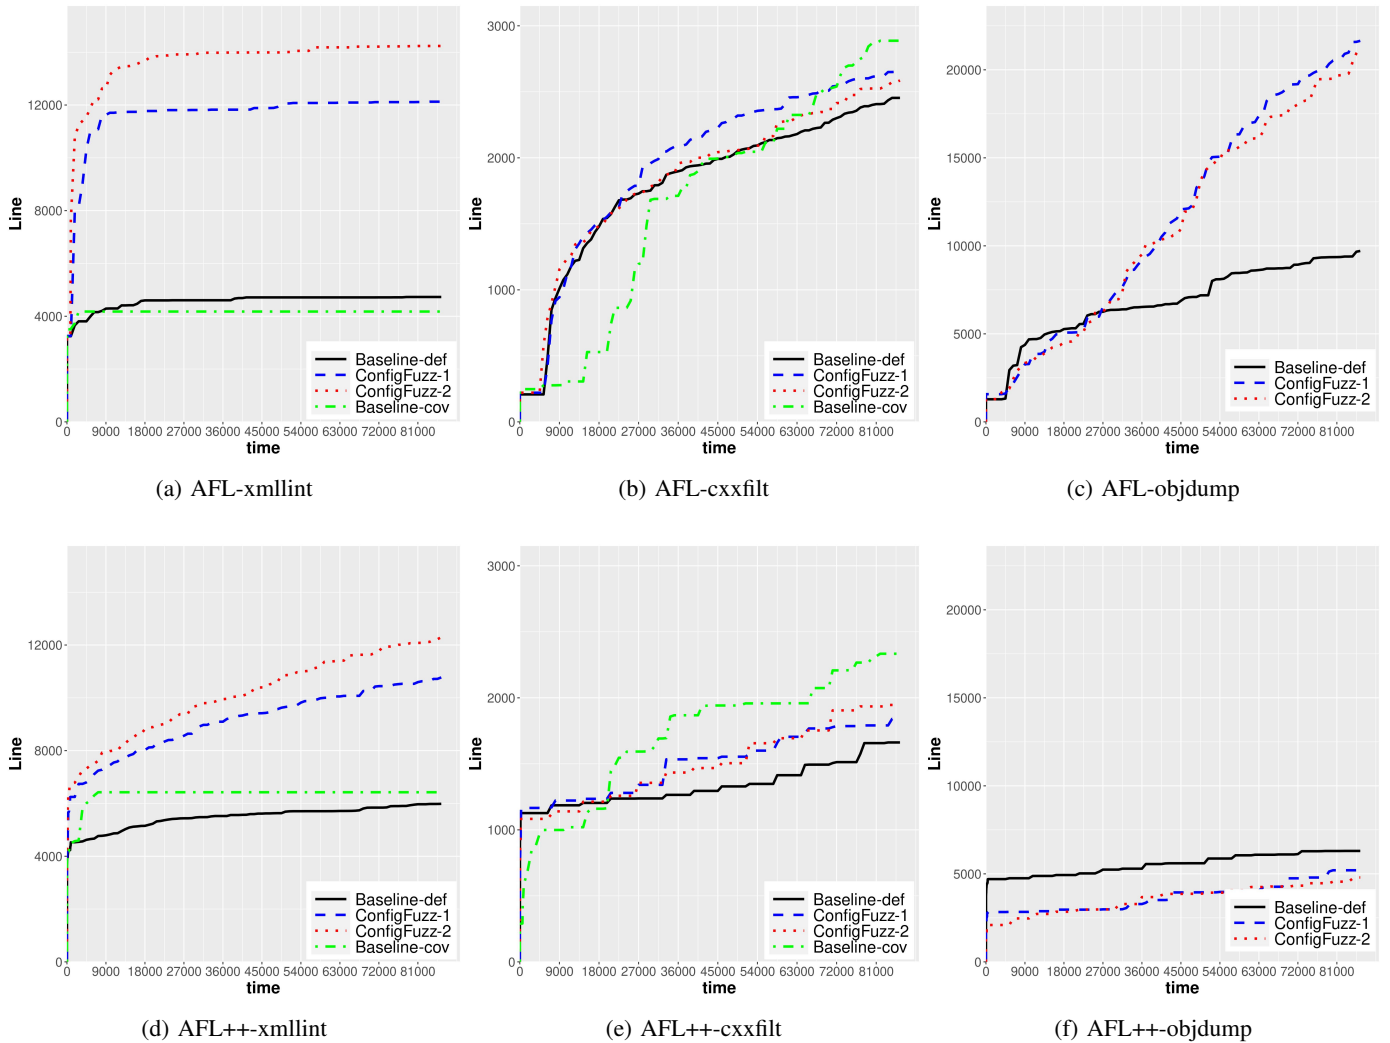 Line
12000
8000
4000
0
0 9000 18000 27000 36000 45000 54000 63000 72000 81000
time
Baseline-def
ConfigFuzz-1
ConfigFuzz-2
Baseline-cov
(a) AFL-xmllint
Line
3000
2000
1000
0
0 9000 18000 27000 36000 45000 54000 63000 72000 81000
time
Baseline-def
ConfigFuzz-1
ConfigFuzz-2
Baseline-cov
(b) AFL-cxxfilt
Line
20000
15000
10000
5000
0
0 9000 18000 27000 36000 45000 54000 63000 72000 81000
time
Baseline-def
ConfigFuzz-1
ConfigFuzz-2
(c) AFL-objdump
Line
12000
8000
4000
0
0 9000 18000 27000 36000 45000 54000 63000 72000 81000
time
Baseline-def
ConfigFuzz-1
ConfigFuzz-2
Baseline-cov
(d) AFL++-xmllint
Line
3000
2000
1000
0
0 9000 18000 27000 36000 45000 54000 63000 72000 81000
time
Baseline-def
ConfigFuzz-1
ConfigFuzz-2
Baseline-cov
(e) AFL++-cxxfilt
Line
20000
15000
10000
5000
0
0 9000 18000 27000 36000 45000 54000 63000 72000 81000
time
Baseline-def
ConfigFuzz-1
ConfigFuzz-2
(f) AFL++-objdump